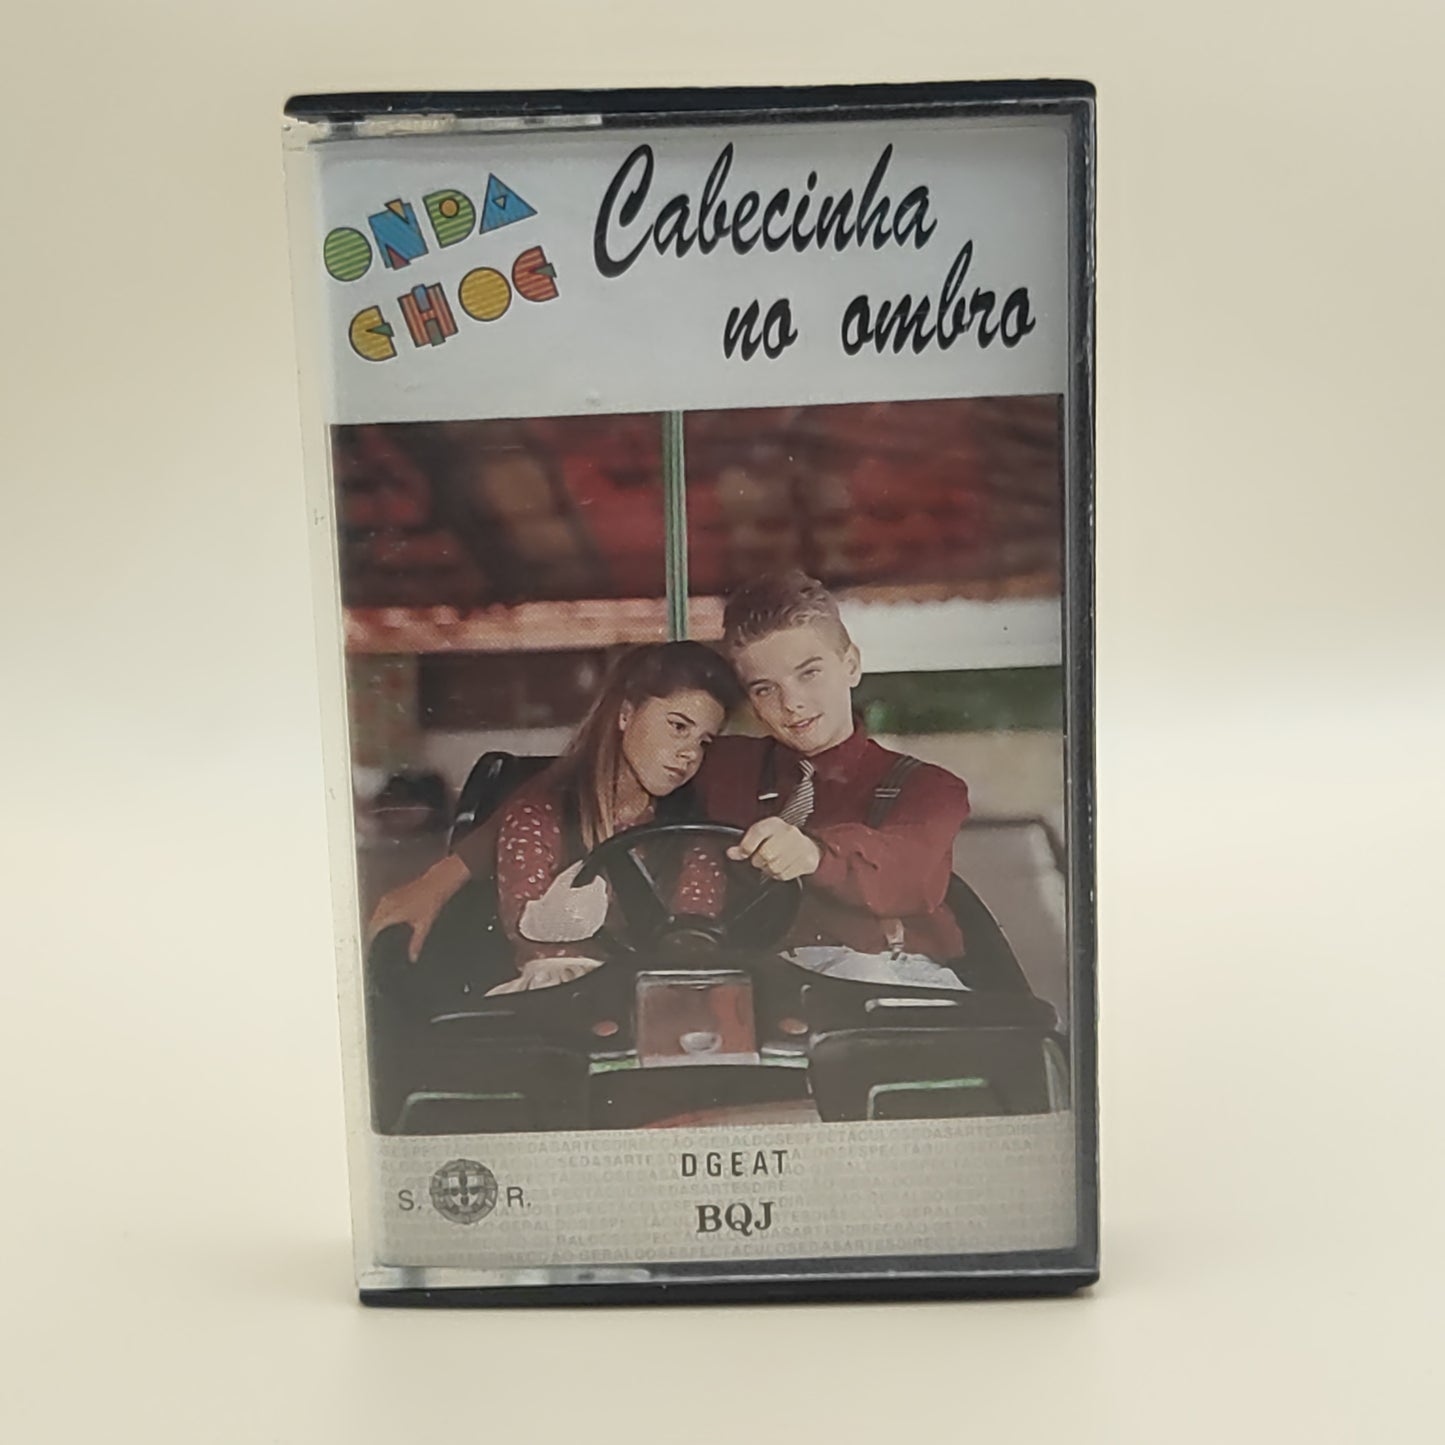 ONDA
CHOC
Cabecinha
no ombro
DGEAT
S. R.
BQJ